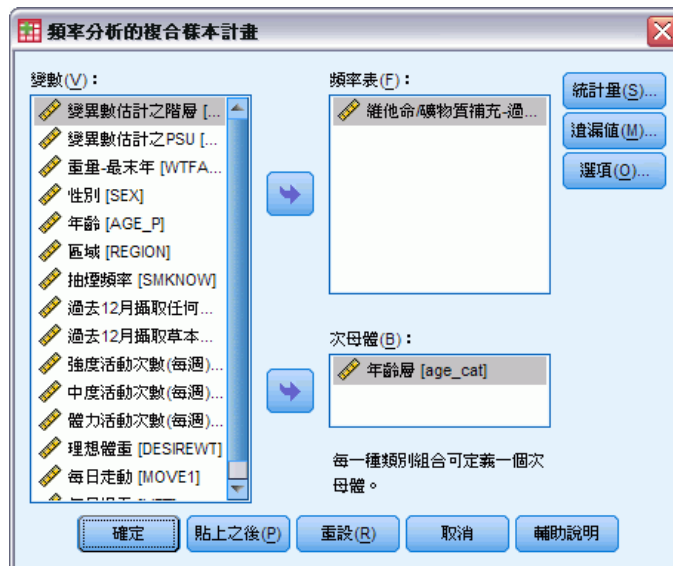 頻率分析的複合樣本計畫
變數(V)：
變異數估計之階層 [...
變異數估計之PSU [...
重量-最末年 [WTFA...
性別 [SEX]
年齡 [AGE_P]
區域 [REGION]
抽煙頻率 [SMKNOW]
過去12月攝取任何...
過去12月攝取草本...
強度活動次數(每週)...
中度活動次數(每週)...
體力活動次數(每週)...
理想體重 [DESIREWT]
每日走動 [MOVE1]
頻率表(F)：
維他命/礦物質補充-過...
次母體(B)：
年齡層 [age_cat]
每一種類別組合可定義一個次
母體。
統計量(S)...
遺漏值(M)...
選項(O)...
確定
貼上之後(P)
重設(R)
取消
輔助說明